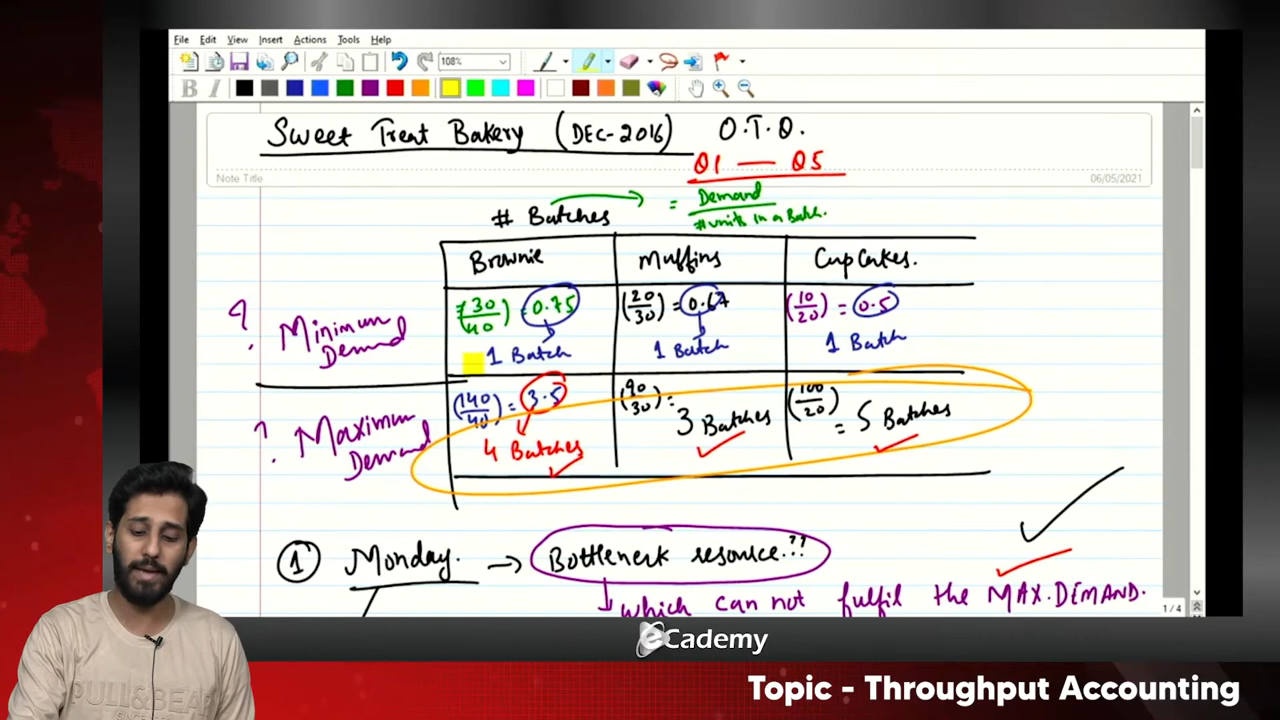 File Edit View Insert Actions Tools Help
108%
Sweet Treat Bakery (DEC-2016) O.T.Q.
Q1 — Q5
Note Title
06/05/2021
# Batches = Demand
# units in a Batch.
Brownie Muffins Cup Cakes.
? Minimum Demand
(30/40) = 0.75 (20/30) = 0.67 (10/20) = 0.5
1 Batch 1 Batch 1 Batch
? Maximum Demand
(140/40) = 3.5 (90/30) = (100/20)
4 Batches 3 Batches = 5 Batches
1 Monday. → Bottleneck resource.??
which can not fulfil the MAX.DEMAND.
1/4
PULL&BEAR
eCademy
Topic - Throughput Accounting